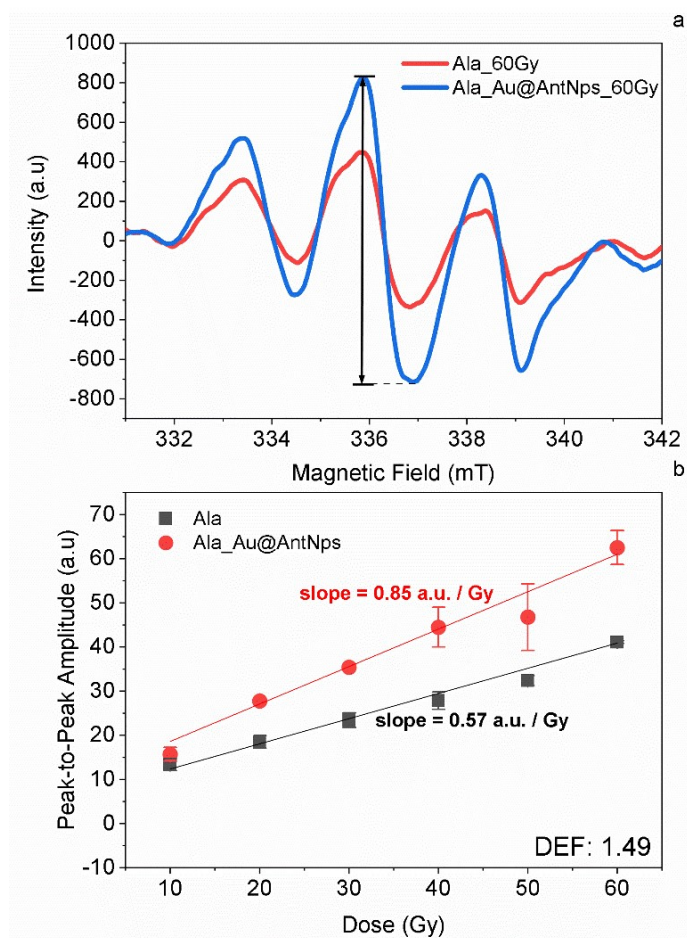 a
1000
800
600
400
200
0
-200
-400
-600
-800
Intensity (a.u)
Ala_60Gy
Ala_Au@AntNps_60Gy
332 334 336 338 340 342
Magnetic Field (mT)
b
70
60
50
40
30
20
10
0
-10
Peak-to-Peak Amplitude (a.u)
Ala
Ala_Au@AntNps
slope = 0.85 a.u. / Gy
slope = 0.57 a.u. / Gy
DEF: 1.49
10 20 30 40 50 60
Dose (Gy)